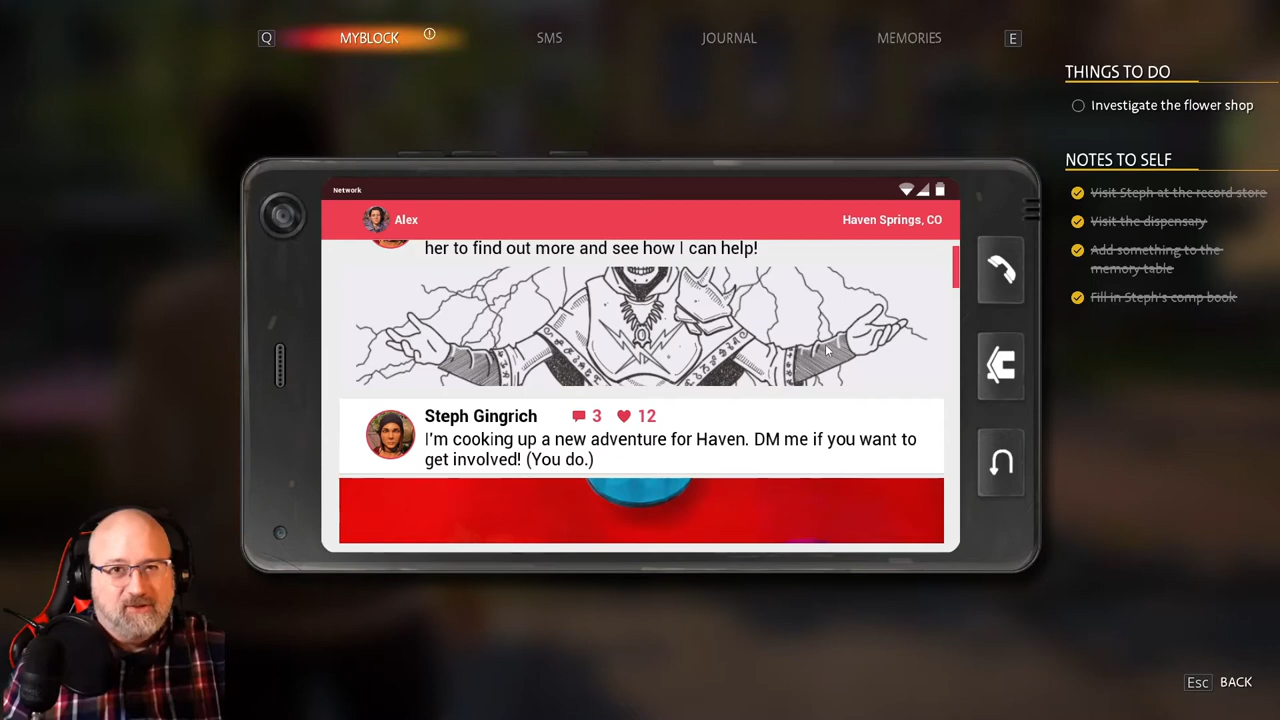 Q
MYBLOCK
SMS
JOURNAL
MEMORIES
E
THINGS TO DO
Investigate the flower shop
NOTES TO SELF
Visit Steph at the record store
Visit the dispensary
Add something to the
memory table
Fill in Steph's comp book
Network
Alex
Haven Springs, CO
her to find out more and see how I can help!
Steph Gingrich 3 12
I'm cooking up a new adventure for Haven. DM me if you want to
get involved! (You do.)
Esc BACK